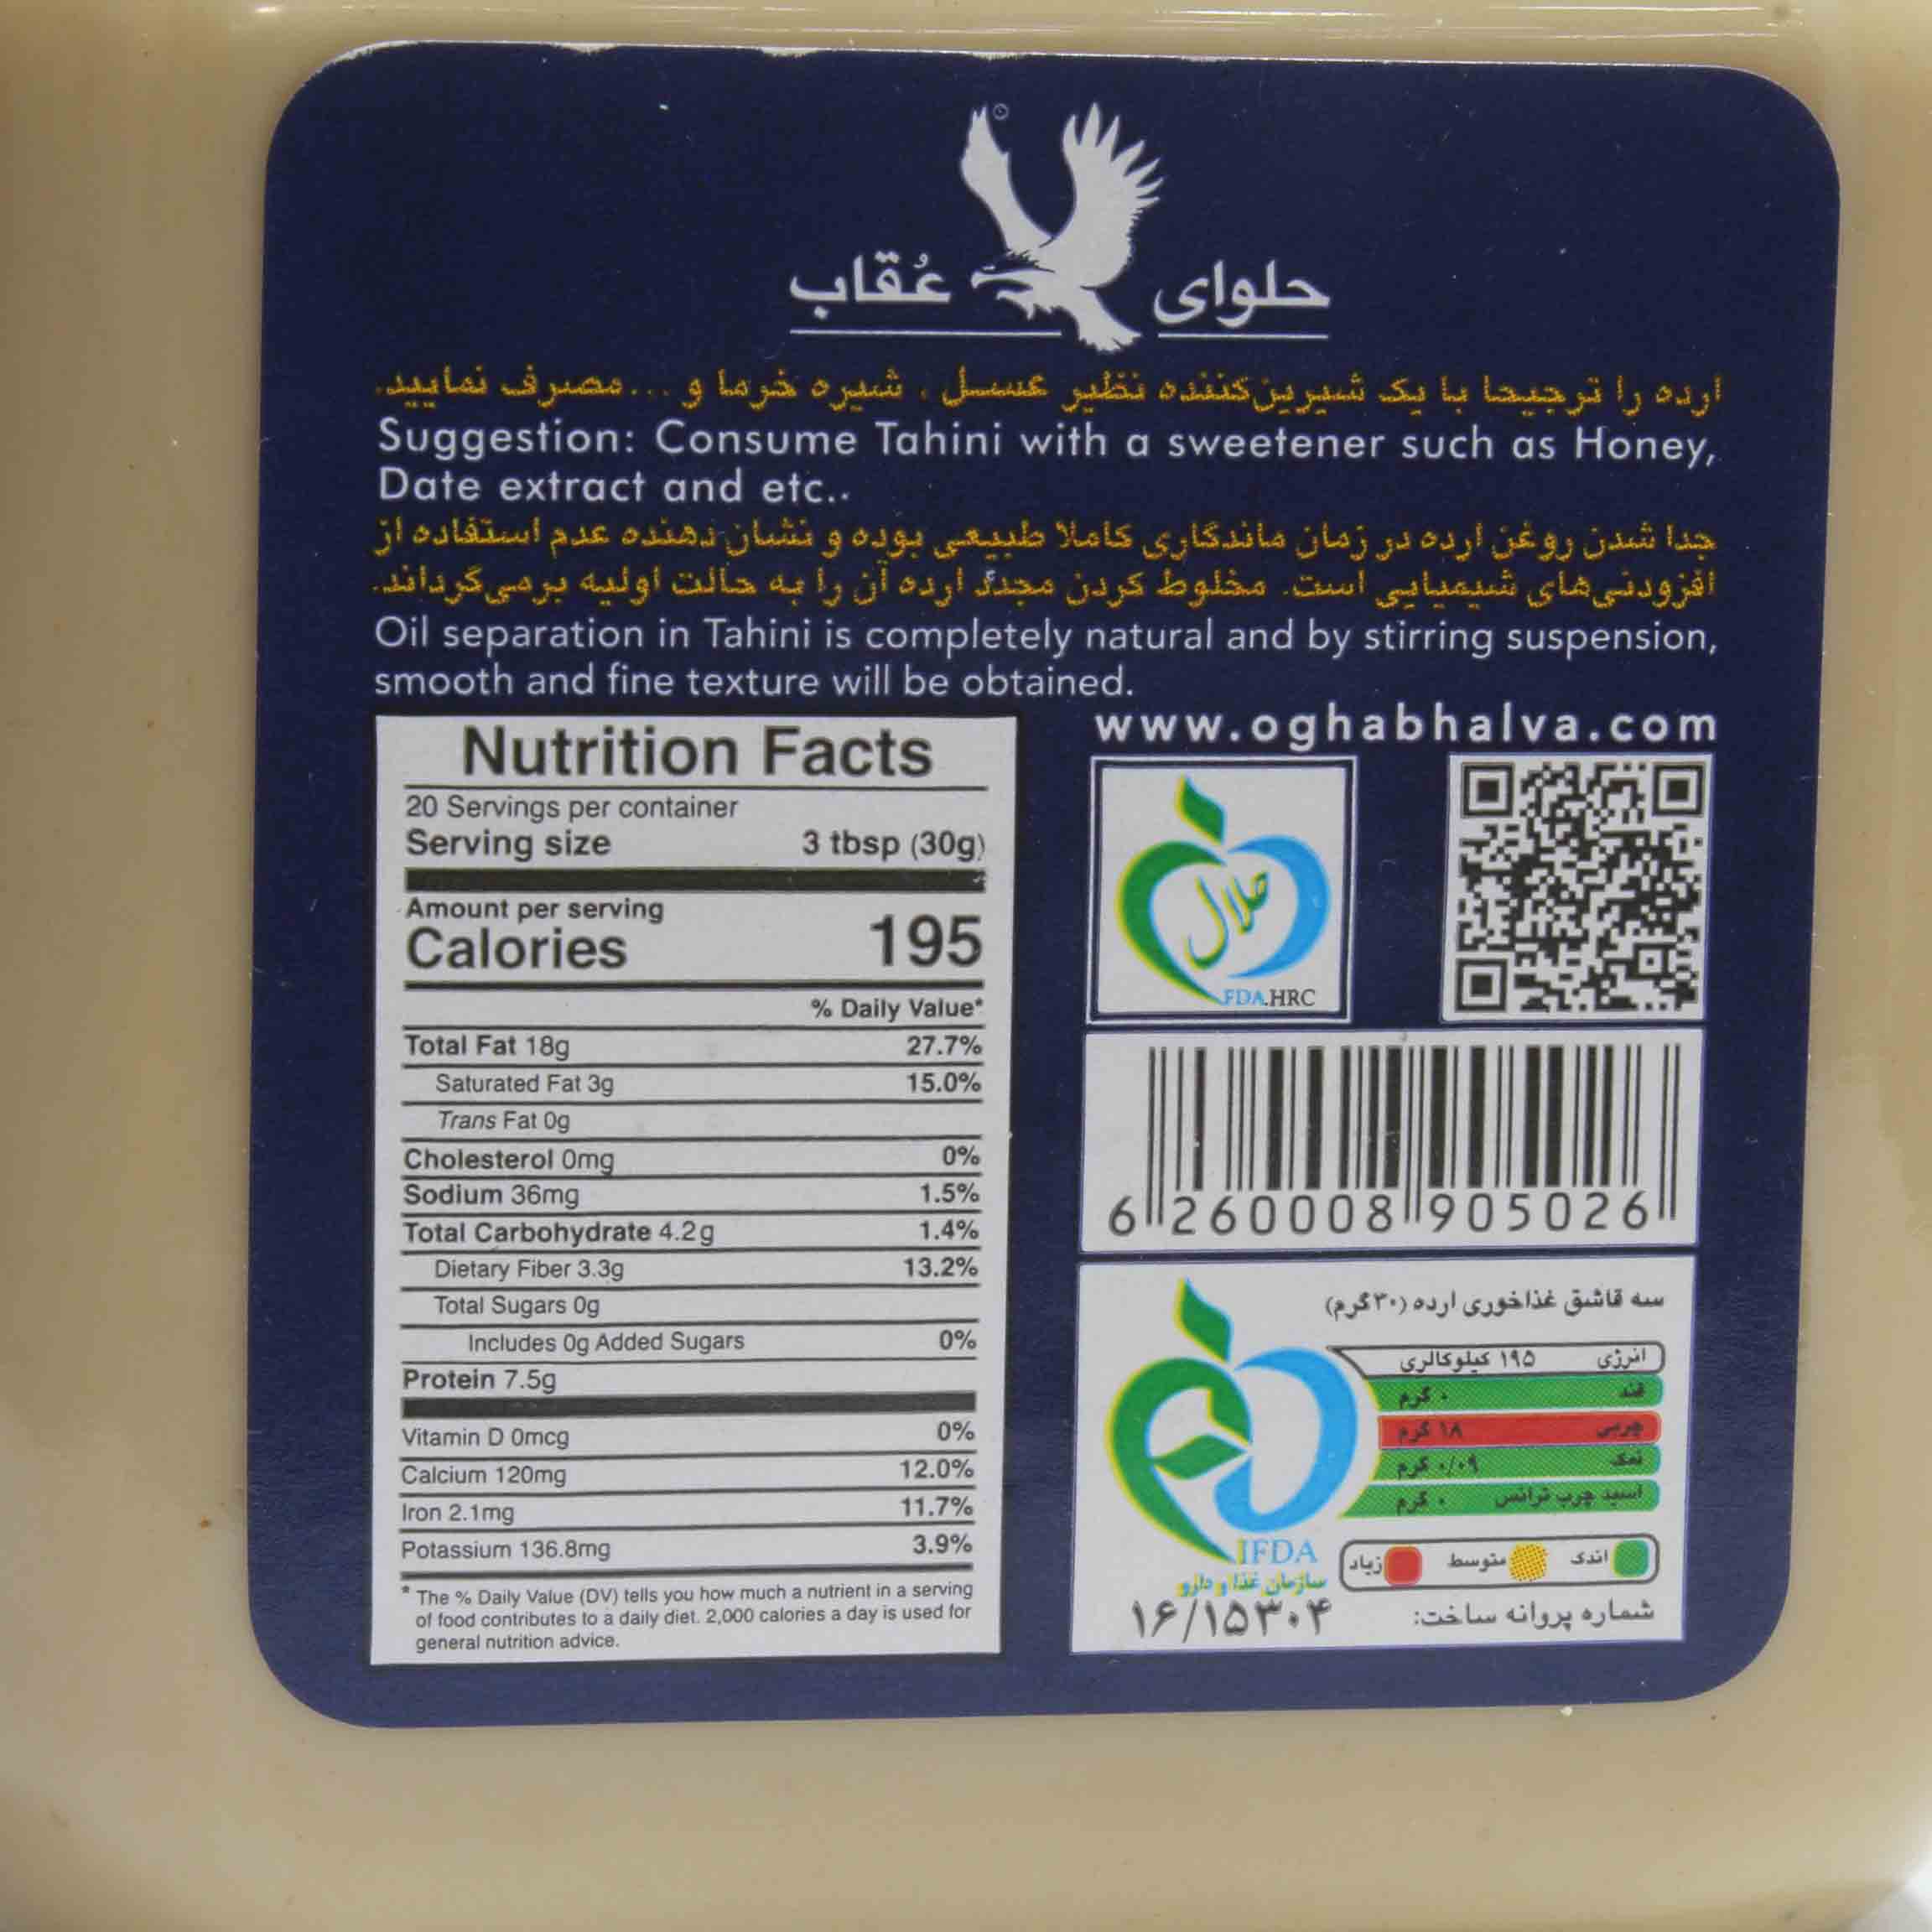 حلوای عُقاب
ارده را ترجیحا با یک شیرین‌کننده نظیر عسل ، شیره خرما و ... مصرف نمایید.
Suggestion: Consume Tahini with a sweetener such as Honey,
Date extract and etc..
جدا شدن روغن ارده در زمان ماندگاری کاملا طبیعی بوده و نشان دهنده عدم استفاده از
افزودنی‌های شیمیایی است. مخلوط کردن مجددِ ارده آن را به حالت اولیه برمی‌گرداند.
Oil separation in Tahini is completely natural and by stirring suspension,
smooth and fine texture will be obtained.
www.oghabhalva.com
Nutrition Facts
20 Servings per container
Serving size 3 tbsp (30g)
Amount per serving
Calories 195
% Daily Value*
Total Fat 18g 27.7%
Saturated Fat 3g 15.0%
Trans Fat 0g
Cholesterol 0mg 0%
Sodium 36mg 1.5%
Total Carbohydrate 4.2g 1.4%
Dietary Fiber 3.3g 13.2%
Total Sugars 0g
Includes 0g Added Sugars 0%
Protein 7.5g
Vitamin D 0mcg 0%
Calcium 120mg 12.0%
Iron 2.1mg 11.7%
Potassium 136.8mg 3.9%
* The % Daily Value (DV) tells you how much a nutrient in a serving
of food contributes to a daily diet. 2,000 calories a day is used for
general nutrition advice.
حلال
FDA.HRC
6 260008 905026
سه قاشق غذاخوری ارده (۳۰گرم)
انرژی ۱۹۵ کیلوکالری
قند ۰ گرم
چربی ۱۸ گرم
نمک ۰/۰۹ گرم
اسید چرب ترانس ۰ گرم
اندک متوسط زیاد
IFDA
سازمان غذا و دارو
شماره پروانه ساخت: ۱۶/۱۵۳۰۴